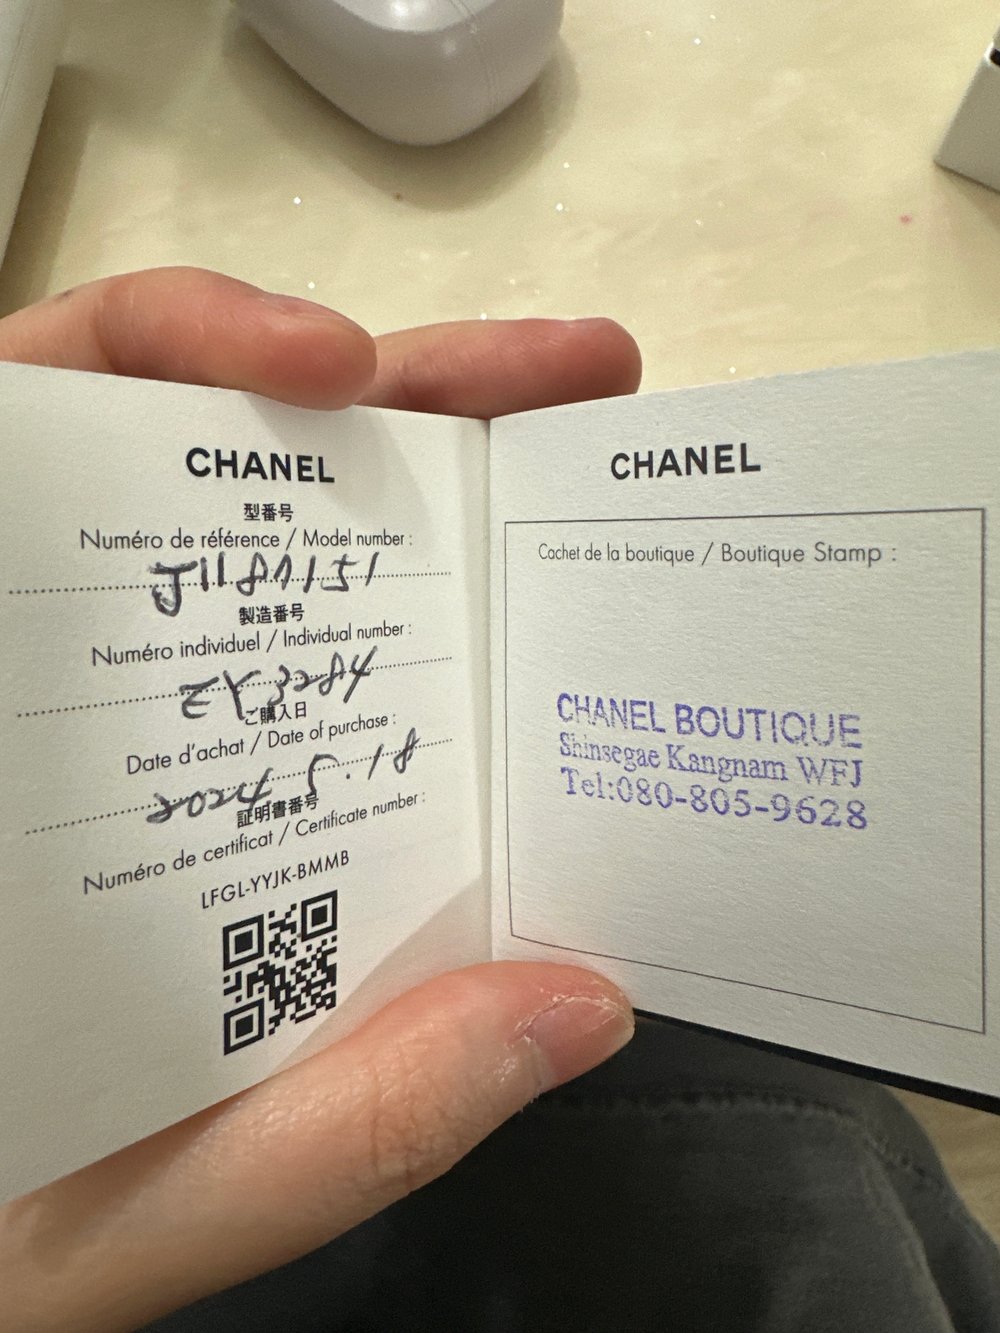 CHANEL
型番号
Numéro de référence / Model number :
製造番号
Numéro individuel / Individual number :
EY3284
ご購入日
Date d'achat / Date of purchase :
2024 5.18
証明書番号
Numéro de certificat / Certificate number :
LFGL-YYJK-BMMB
CHANEL
Cachet de la boutique / Boutique Stamp :
CHANEL BOUTIQUE
Shinsegae Kangnam WFJ
Tel:080-805-9628